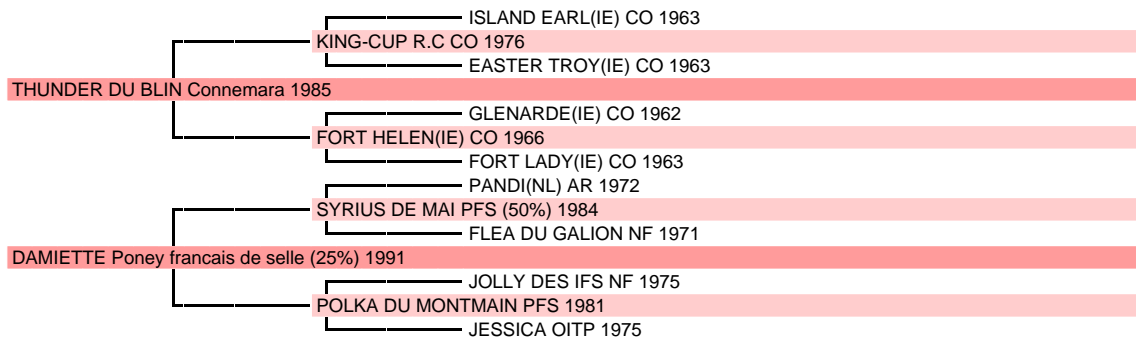 ISLAND EARL(IE) CO 1963
KING-CUP R.C CO 1976
EASTER TROY(IE) CO 1963
THUNDER DU BLIN Connemara 1985
GLENARDE(IE) CO 1962
FORT HELEN(IE) CO 1966
FORT LADY(IE) CO 1963
PANDI(NL) AR 1972
SYRIUS DE MAI PFS (50%) 1984
FLEA DU GALION NF 1971
DAMIETTE Poney francais de selle (25%) 1991
JOLLY DES IFS NF 1975
POLKA DU MONTMAIN PFS 1981
JESSICA OITP 1975